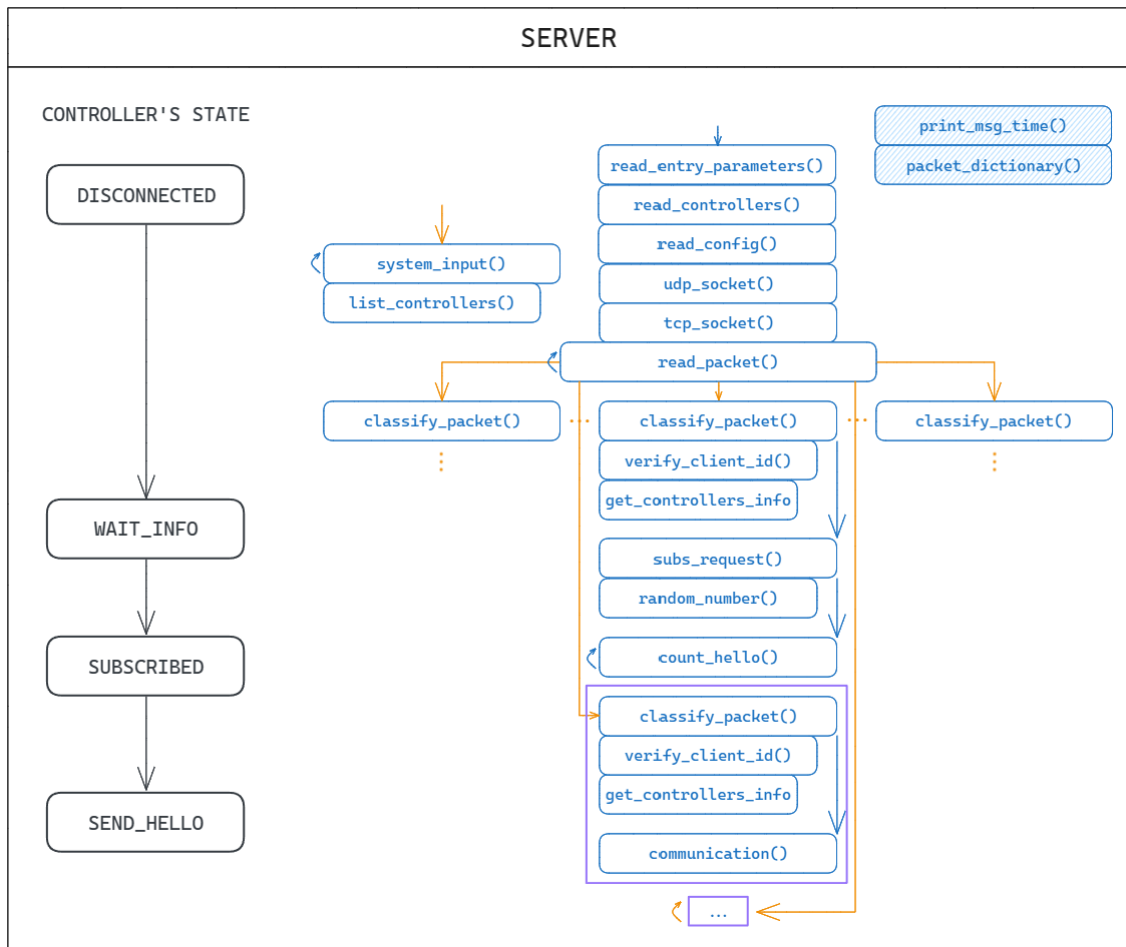 SERVER
CONTROLLER'S STATE
print_msg_time()
packet_dictionary()
DISCONNECTED
WAIT_INFO
SUBSCRIBED
SEND_HELLO
system_input()
list_controllers()
read_entry_parameters()
read_controllers()
read_config()
udp_socket()
tcp_socket()
read_packet()
classify_packet()
...
classify_packet()
...
classify_packet()
...
...
verify_client_id()
get_controllers_info
subs_request()
random_number()
count_hello()
classify_packet()
verify_client_id()
get_controllers_info
communication()
...